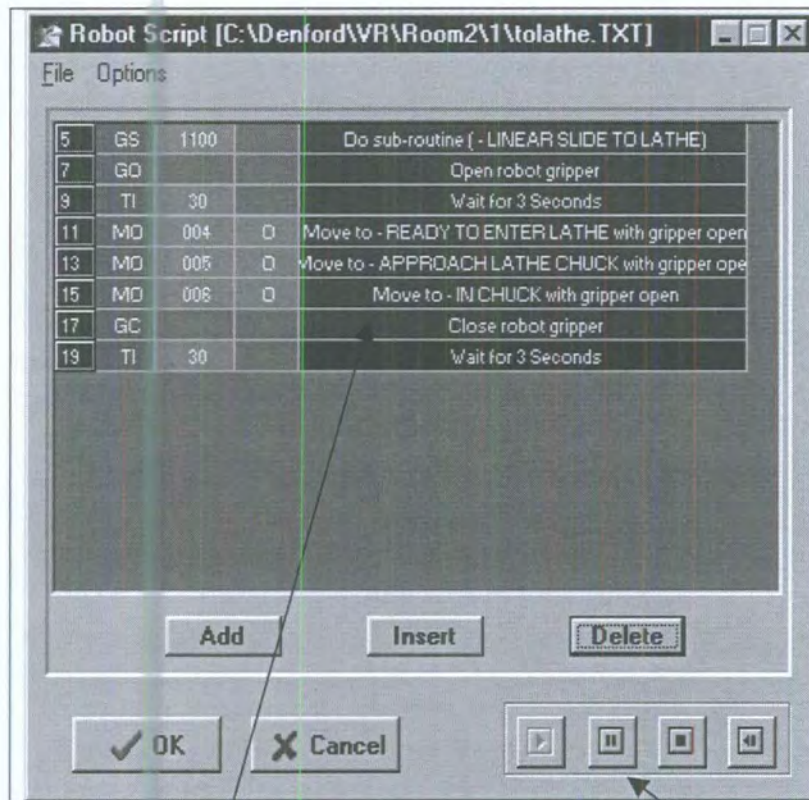 Robot Script [C:\Denford\VR\Room2\1\tolathe.TXT]
File Options
5 GS 1100 Do sub-routine ( - LINEAR SLIDE TO LATHE)
7 GO Open robot gripper
9 TI 30 Wait for 3 Seconds
11 MO 004 O Move to - READY TO ENTER LATHE with gripper open
13 MO 005 O Move to - APPROACH LATHE CHUCK with gripper ope
15 MO 006 O Move to - IN CHUCK with gripper open
17 GC Close robot gripper
19 TI 30 Wait for 3 Seconds
Add Insert Delete
OK Cancel